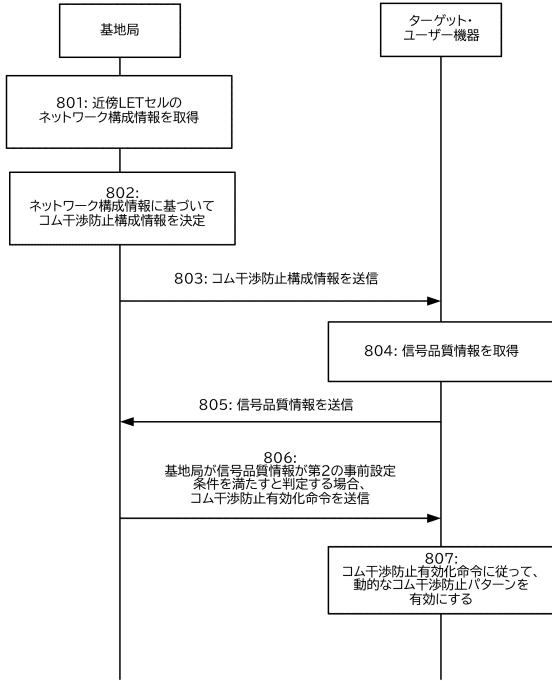 基地局
ターゲット・
ユーザー機器
801: 近傍LETセルの
ネットワーク構成情報を取得
802:
ネットワーク構成情報に基づいて
コム干渉防止構成情報を決定
803: コム干渉防止構成情報を送信
804: 信号品質情報を取得
805: 信号品質情報を送信
806:
基地局が信号品質情報が第2の事前設定
条件を満たすと判定する場合、
コム干渉防止有効化命令を送信
807:
コム干渉防止有効化命令に従って、
動的なコム干渉防止パターンを
有効にする